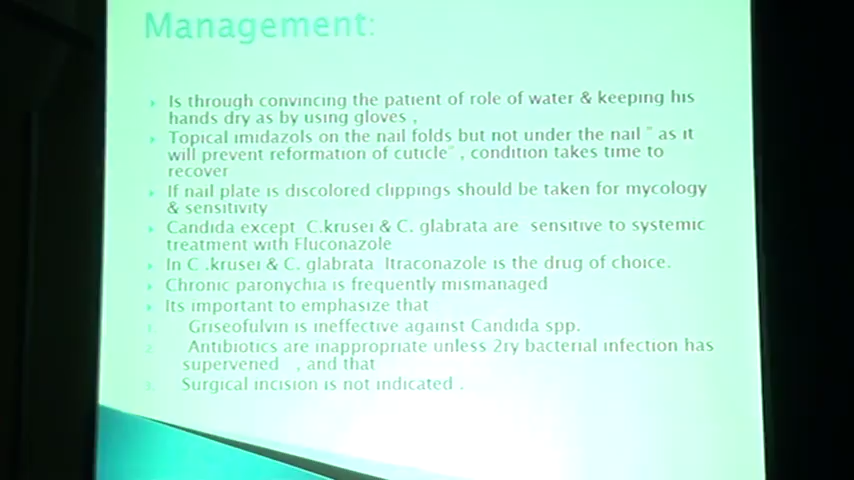 Management:
Is through convincing the patient of role of water & keeping his
hands dry as by using gloves ,
Topical imidazols on the nail folds but not under the nail " as it
will prevent reformation of cuticle" , condition takes time to
recover
If nail plate is discolored clippings should be taken for mycology
& sensitivity
Candida except C.krusei & C. glabrata are sensitive to systemic
treatment with Fluconazole
In C .krusei & C. glabrata Itraconazole is the drug of choice.
Chronic paronychia is frequently mismanaged
Its important to emphasize that
1. Griseofulvin is ineffective against Candida spp.
2. Antibiotics are inappropriate unless 2ry bacterial infection has
supervened , and that
3. Surgical incision is not indicated .